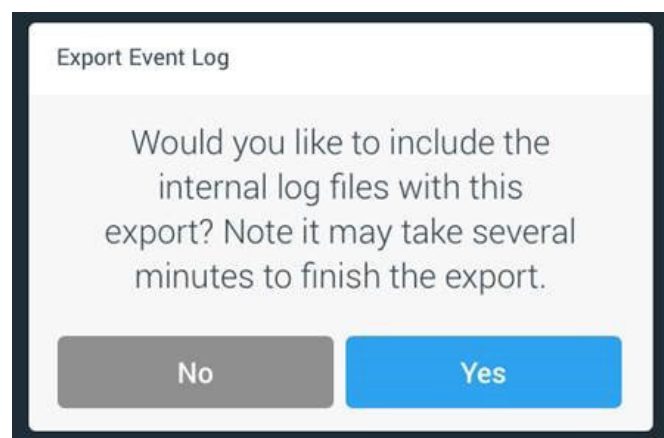 Export Event Log
Would you like to include the
internal log files with this
export? Note it may take several
minutes to finish the export.
No
Yes